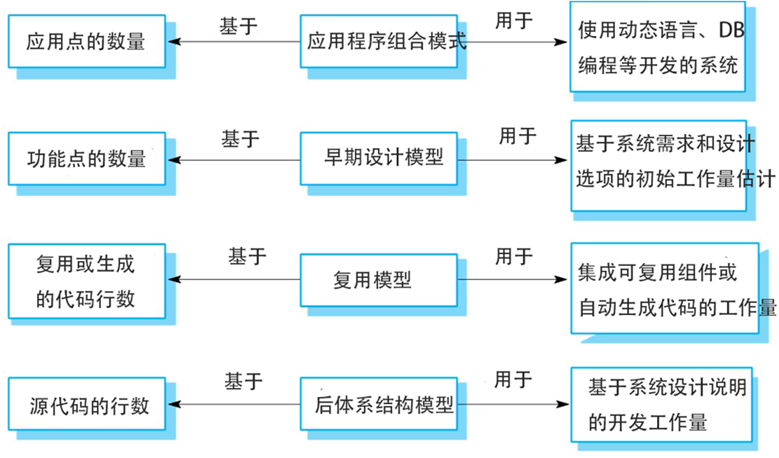 应用点的数量
基于
应用程序组合模式
用于
使用动态语言、DB
编程等开发的系统
功能点的数量
基于
早期设计模型
用于
基于系统需求和设计
选项的初始工作量估计
复用或生成
的代码行数
基于
复用模型
用于
集成可复用组件或
自动生成代码的工作量
源代码的行数
基于
后体系结构模型
用于
基于系统设计说明
的开发工作量